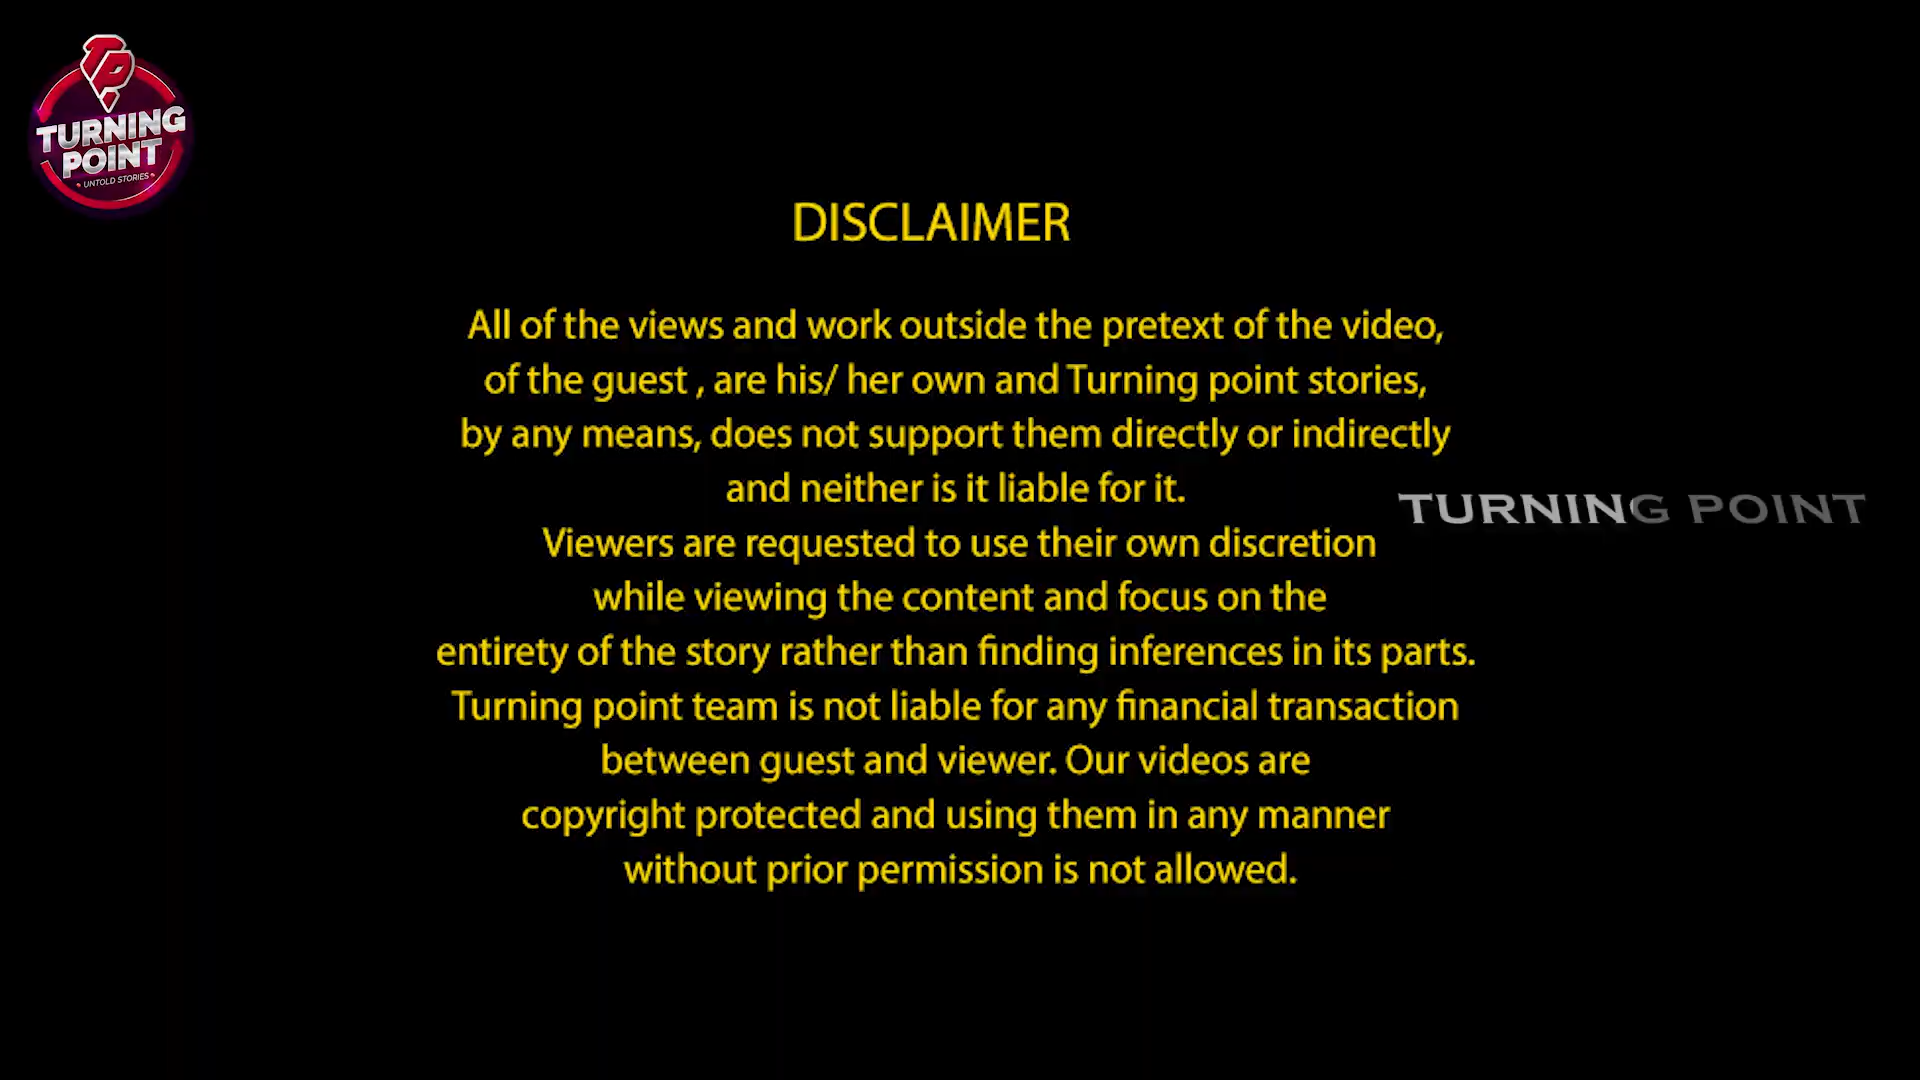 TP
TURNING
POINT
• UNTOLD STORIES •
DISCLAIMER
All of the views and work outside the pretext of the video,
of the guest , are his/ her own and Turning point stories,
by any means, does not support them directly or indirectly
and neither is it liable for it.
TURNING POINT
Viewers are requested to use their own discretion
while viewing the content and focus on the
entirety of the story rather than finding inferences in its parts.
Turning point team is not liable for any financial transaction
between guest and viewer. Our videos are
copyright protected and using them in any manner
without prior permission is not allowed.